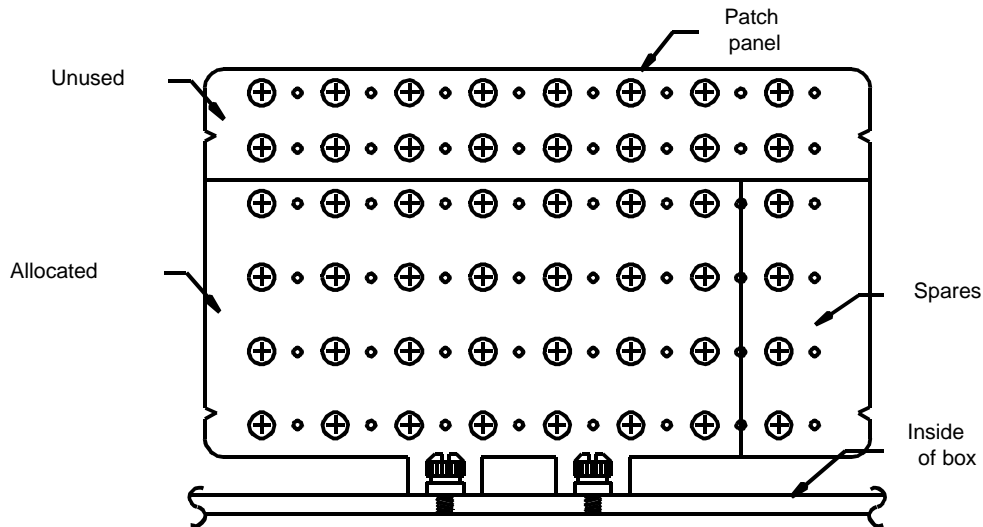 Patch
panel
Unused
Allocated
Spares
Inside
of box